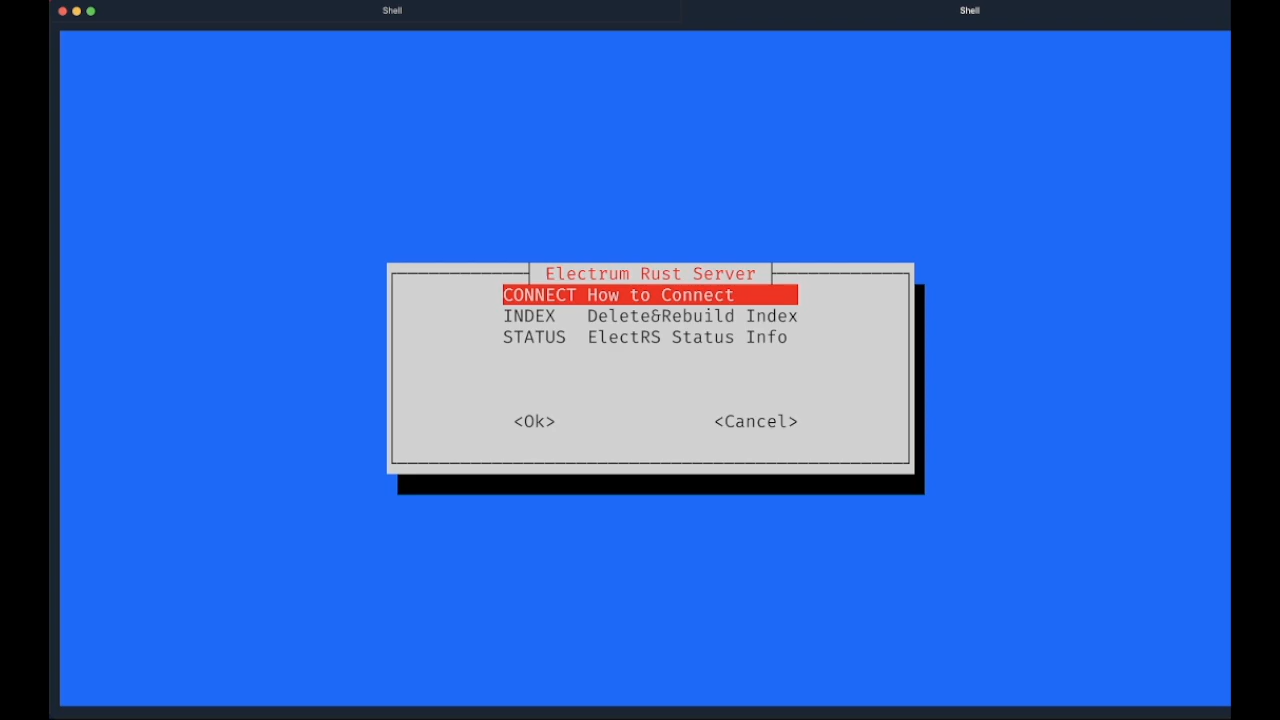 Shell
Shell
Electrum Rust Server
CONNECT How to Connect
INDEX Delete&Rebuild Index
STATUS ElectRS Status Info
<Ok> <Cancel>